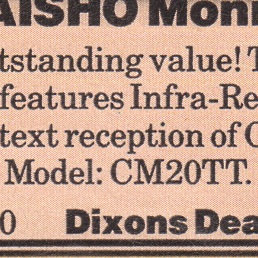 AISHO Moni
tstanding value! T
features Infra-Re
text reception of C
Model: CM20TT.
0 Dixons Dea